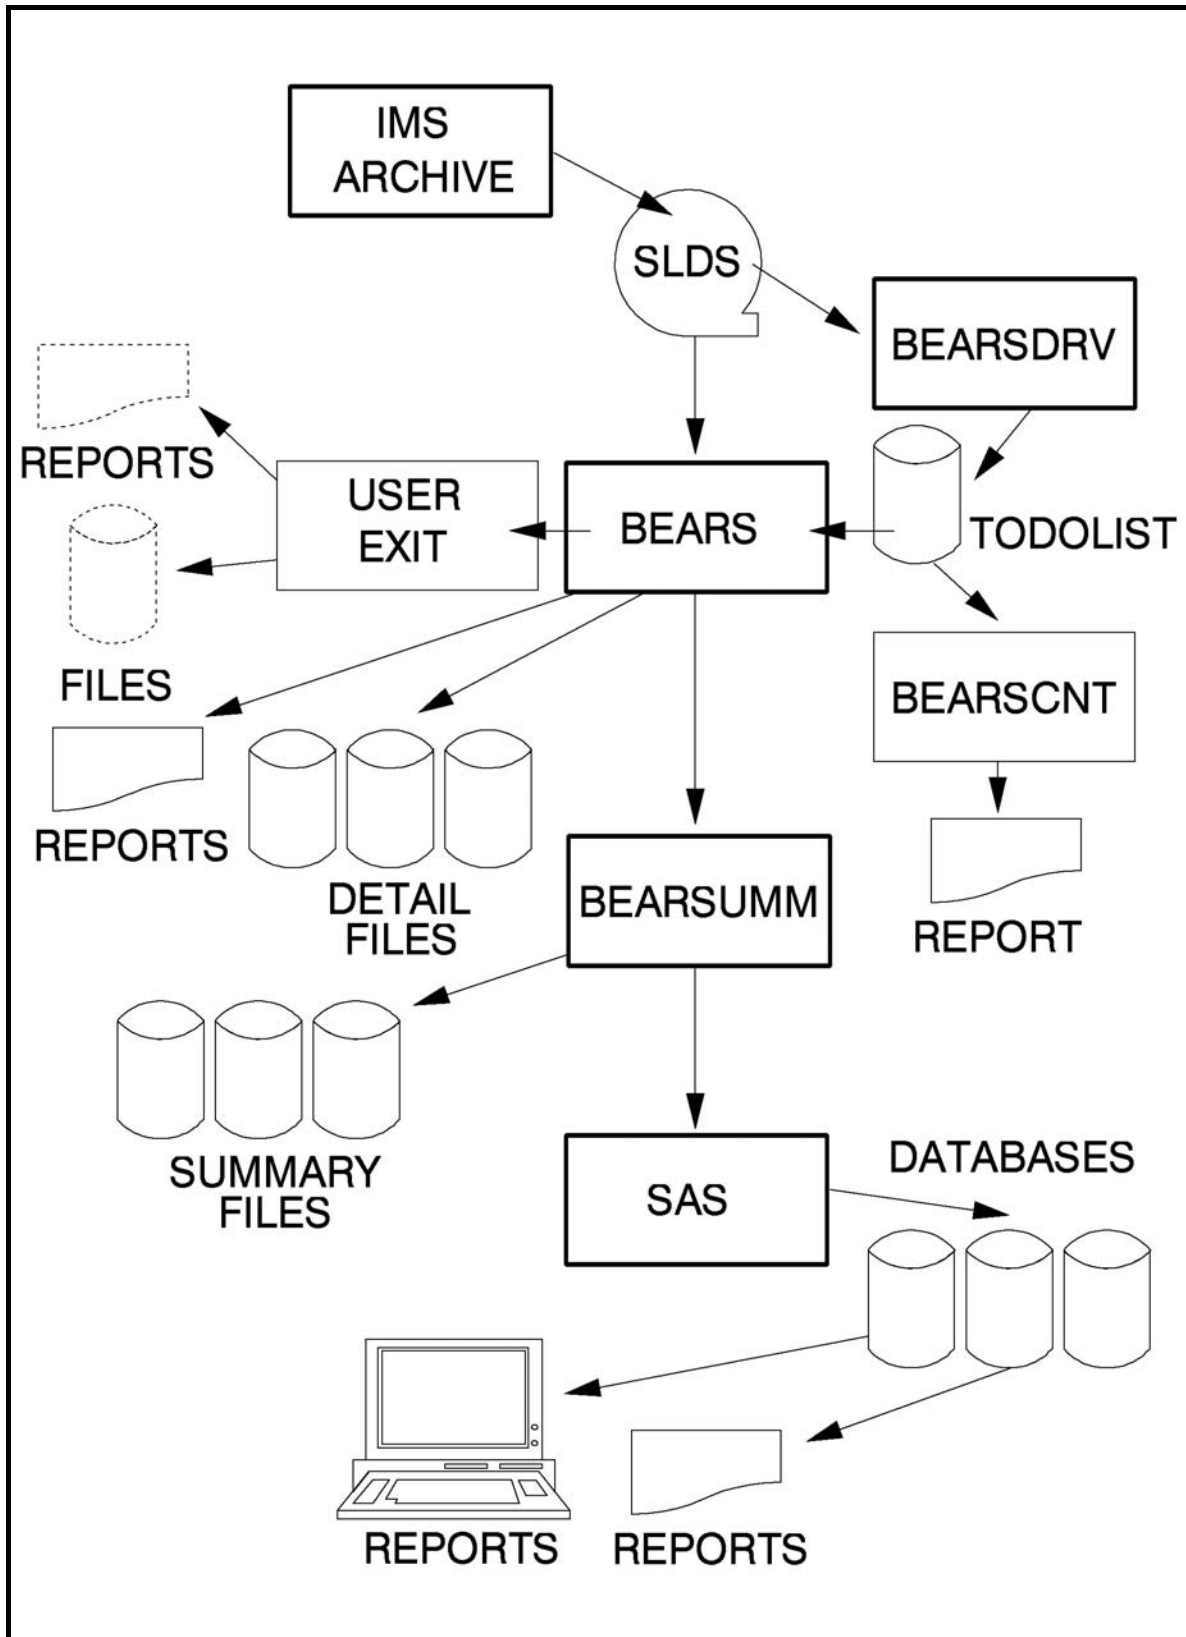 IMS
ARCHIVE
SLDS
BEARSDRV
REPORTS
USER
EXIT
BEARS
TODOLIST
FILES
BEARSCNT
REPORTS
DETAIL
FILES
BEARSUMM
REPORT
SUMMARY
FILES
SAS
DATABASES
REPORTS
REPORTS